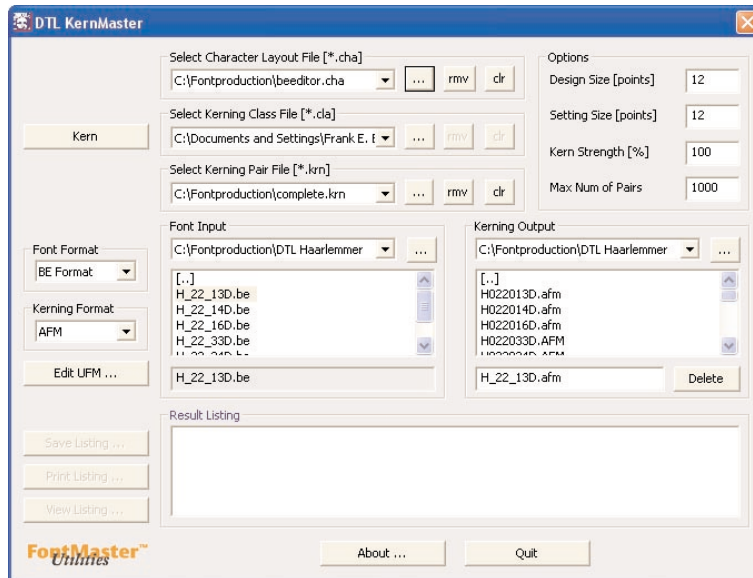 DTL KernMaster
Select Character Layout File [*.cha]
C:\Fontproduction\beeditor.cha
...
rmv
clr
Kern
Select Kerning Class File [*.cla]
C:\Documents and Settings\Frank E. E
...
rmv
clr
Select Kerning Pair File [*.krn]
C:\Fontproduction\complete.krn
...
rmv
clr
Options
Design Size [points]
12
Setting Size [points]
12
Kern Strength [%]
100
Max Num of Pairs
1000
Font Format
BE Format
Kerning Format
AFM
Edit UFM ...
Font Input
C:\Fontproduction\DTL Haarlemmer
...
[..]
H_22_13D.be
H_22_14D.be
H_22_16D.be
H_22_33D.be
H_22_34D.be
H_22_13D.be
Kerning Output
C:\Fontproduction\DTL Haarlemmer
...
[..]
H022013D.afm
H022014D.afm
H022016D.afm
H022033D.AFM
H022034D.AFM
H_22_13D.afm
Delete
Save Listing ...
Print Listing ...
View Listing ...
Result Listing
FontMaster™
Utilities
About ...
Quit